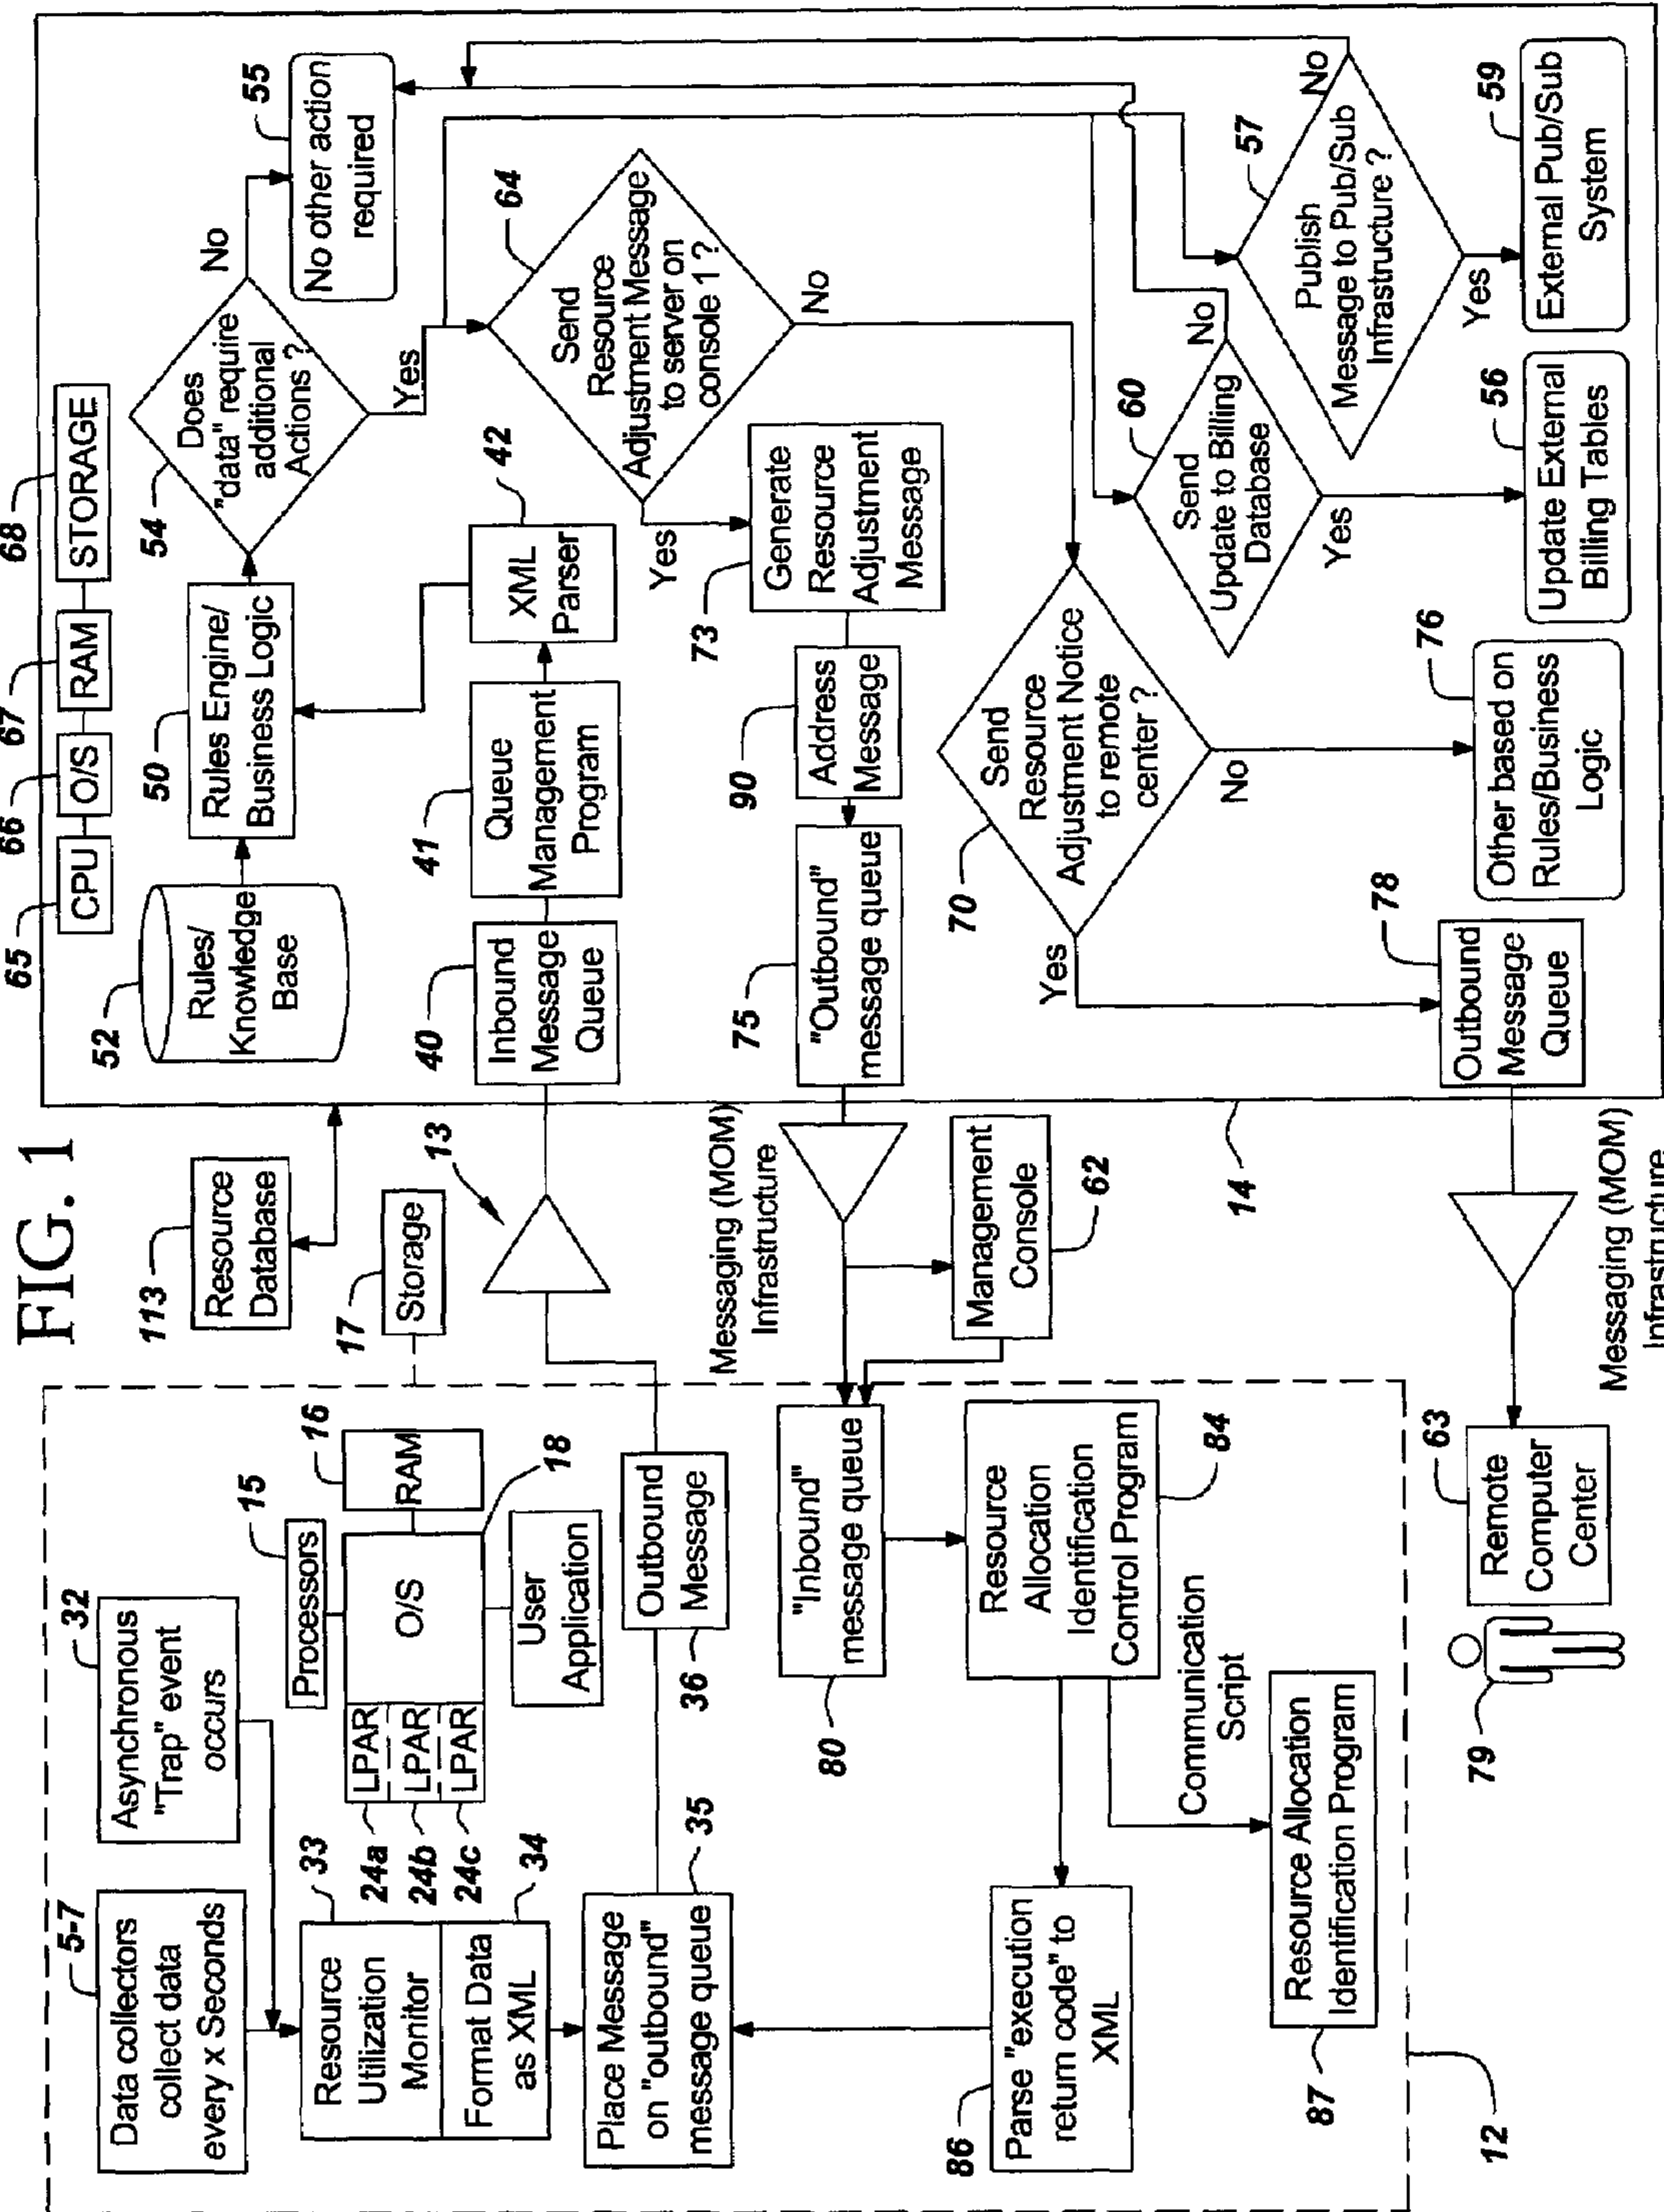 FIG. 1
5-7
Data collectors
collect data
every x Seconds
32
Asynchronous
"Trap" event
occurs
33
Resource
Utilization
Monitor
34
Format Data
as XML
15
Processors
16
RAM
O/S
18
LPAR
LPAR
LPAR
24a
24b
24c
User
Application
35
Place Message
on "outbound"
message queue
36
Outbound
Message
80
"Inbound"
message queue
84
Resource
Allocation
Identification
Control Program
86
Parse "execution
return code" to
XML
Communication
Script
87
Resource Allocation
Identification Program
12
113
Resource
Database
17
Storage
13
Messaging (MOM)
Infrastructure
Management
Console
62
14
Messaging (MOM)
Infrastructure
63
Remote
Computer
Center
79
65
CPU
66
O/S
67
RAM
68
STORAGE
52
Rules/
Knowledge
Base
50
Rules Engine/
Business Logic
54
Does
"data" require
additional
Actions ?
No
Yes
55
No other action
required
40
Inbound
Message
Queue
41
Queue
Management
Program
42
XML
Parser
64
Send
Resource
Adjustment Message
to server on
console 1 ?
Yes
No
73
Generate
Resource
Adjustment
Message
90
Address
Message
75
"Outbound"
message queue
70
Send
Resource
Adjustment Notice
to remote
center ?
Yes
No
60
Send
Update to Billing
Database
No
Yes
57
Publish
Message to Pub/Sub
Infrastructure ?
No
Yes
78
Outbound
Message
Queue
76
Other based on
Rules/Business
Logic
56
Update External
Billing Tables
59
External Pub/Sub
System